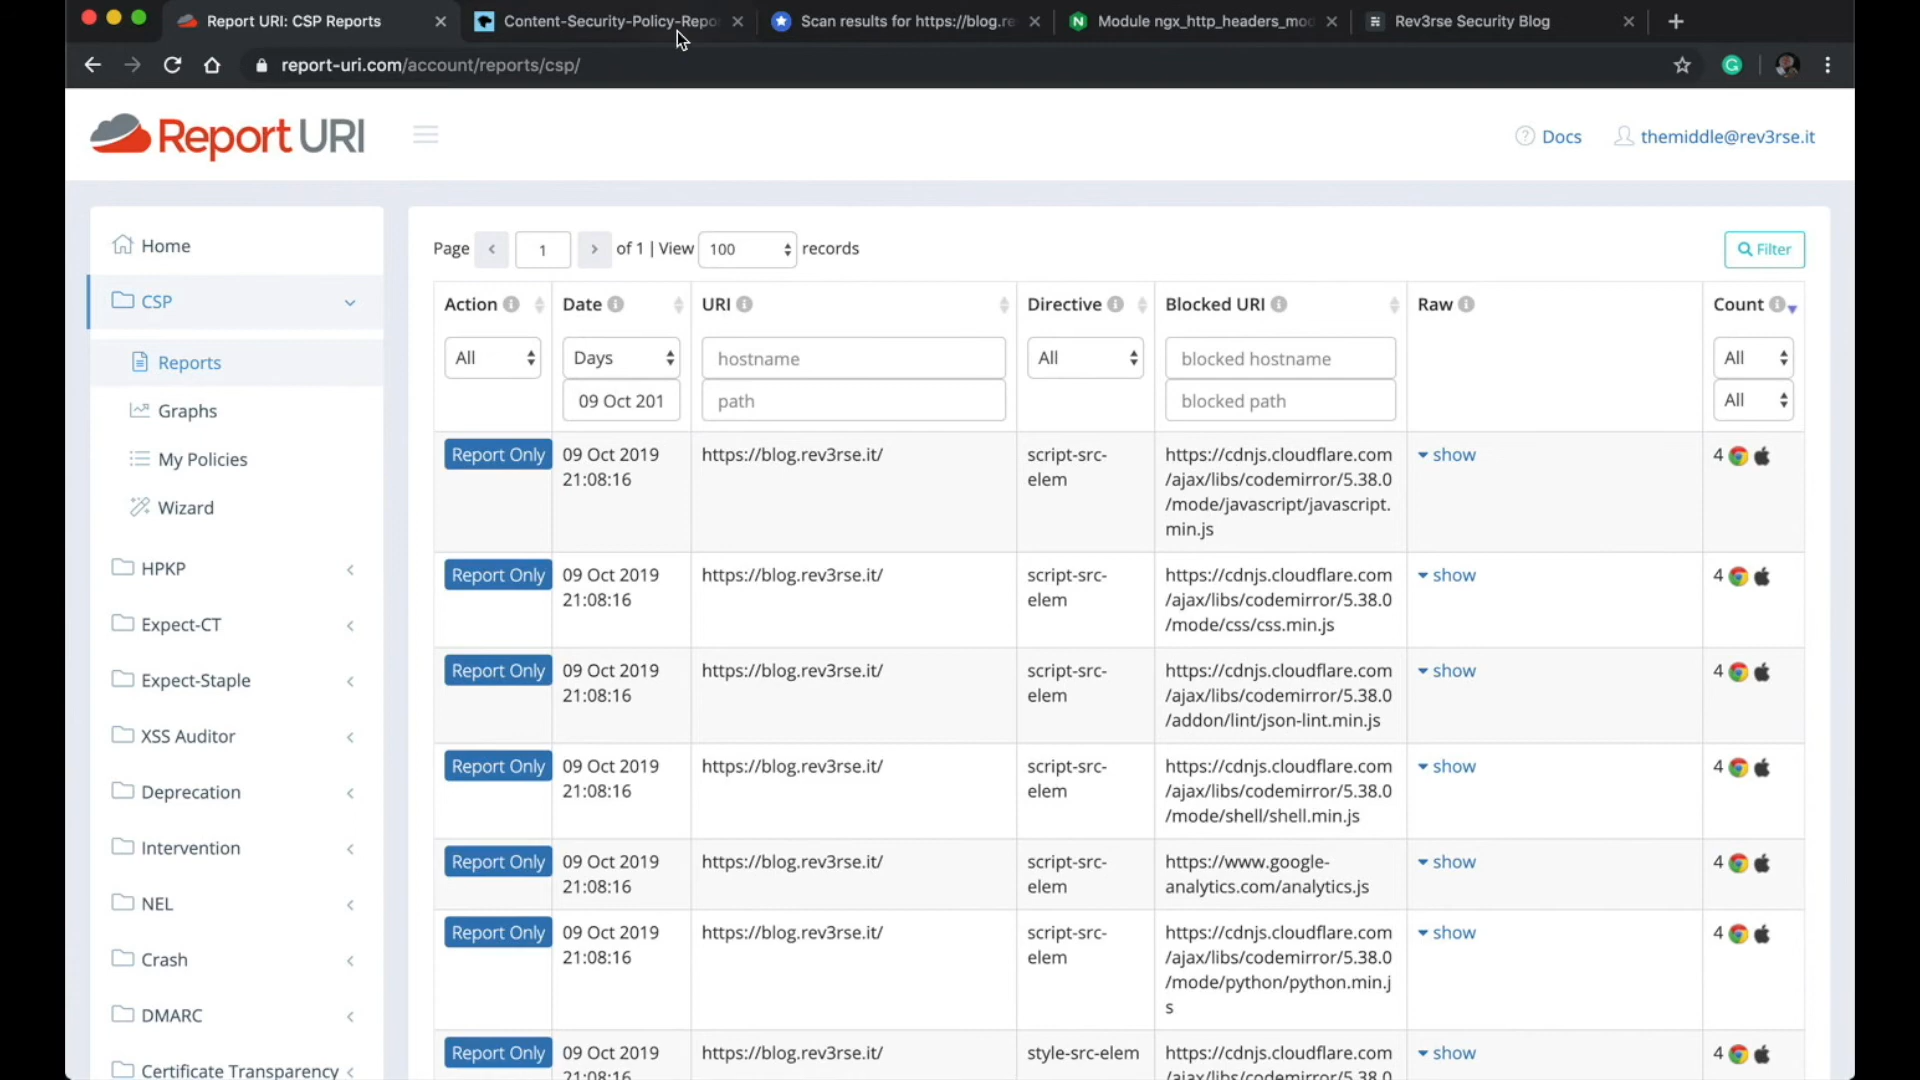 Report URI: CSP Reports
Content-Security-Policy-Repo
Scan results for https://blog.re
Module ngx_http_headers_mo
Rev3rse Security Blog
report-uri.com/account/reports/csp/
Report URI
Docs
themiddle@rev3rse.it
Home
CSP
Reports
Graphs
My Policies
Wizard
HPKP
Expect-CT
Expect-Staple
XSS Auditor
Deprecation
Intervention
NEL
Crash
DMARC
Certificate Transparency
Page 1 of 1 | View 100 records
Filter
Action Date URI Directive Blocked URI Raw Count
All Days hostname All blocked hostname All
09 Oct 201 path blocked path All
Report Only 09 Oct 2019 https://blog.rev3rse.it/ script-src- https://cdnjs.cloudflare.com show 4
21:08:16 elem /ajax/libs/codemirror/5.38.0
/mode/javascript/javascript.
min.js
Report Only 09 Oct 2019 https://blog.rev3rse.it/ script-src- https://cdnjs.cloudflare.com show 4
21:08:16 elem /ajax/libs/codemirror/5.38.0
/mode/css/css.min.js
Report Only 09 Oct 2019 https://blog.rev3rse.it/ script-src- https://cdnjs.cloudflare.com show 4
21:08:16 elem /ajax/libs/codemirror/5.38.0
/addon/lint/json-lint.min.js
Report Only 09 Oct 2019 https://blog.rev3rse.it/ script-src- https://cdnjs.cloudflare.com show 4
21:08:16 elem /ajax/libs/codemirror/5.38.0
/mode/shell/shell.min.js
Report Only 09 Oct 2019 https://blog.rev3rse.it/ script-src- https://www.google- show 4
21:08:16 elem analytics.com/analytics.js
Report Only 09 Oct 2019 https://blog.rev3rse.it/ script-src- https://cdnjs.cloudflare.com show 4
21:08:16 elem /ajax/libs/codemirror/5.38.0
/mode/python/python.min.j
s
Report Only 09 Oct 2019 https://blog.rev3rse.it/ style-src-elem https://cdnjs.cloudflare.com show 4
21:08:16 /ajax/libs/codemirror/5.38.0